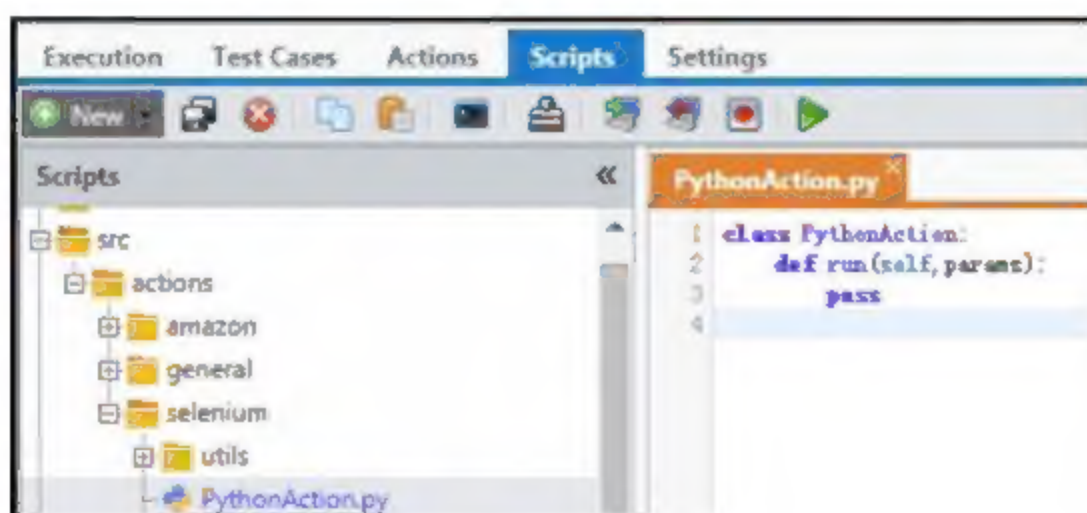 Execution Test Cases Actions Scripts Settings
New
Scripts
PythonAction.py
src
actions
amazon
general
selenium
utils
PythonAction.py
1 class PythonAction:
2 def run(self,params):
3 pass
4